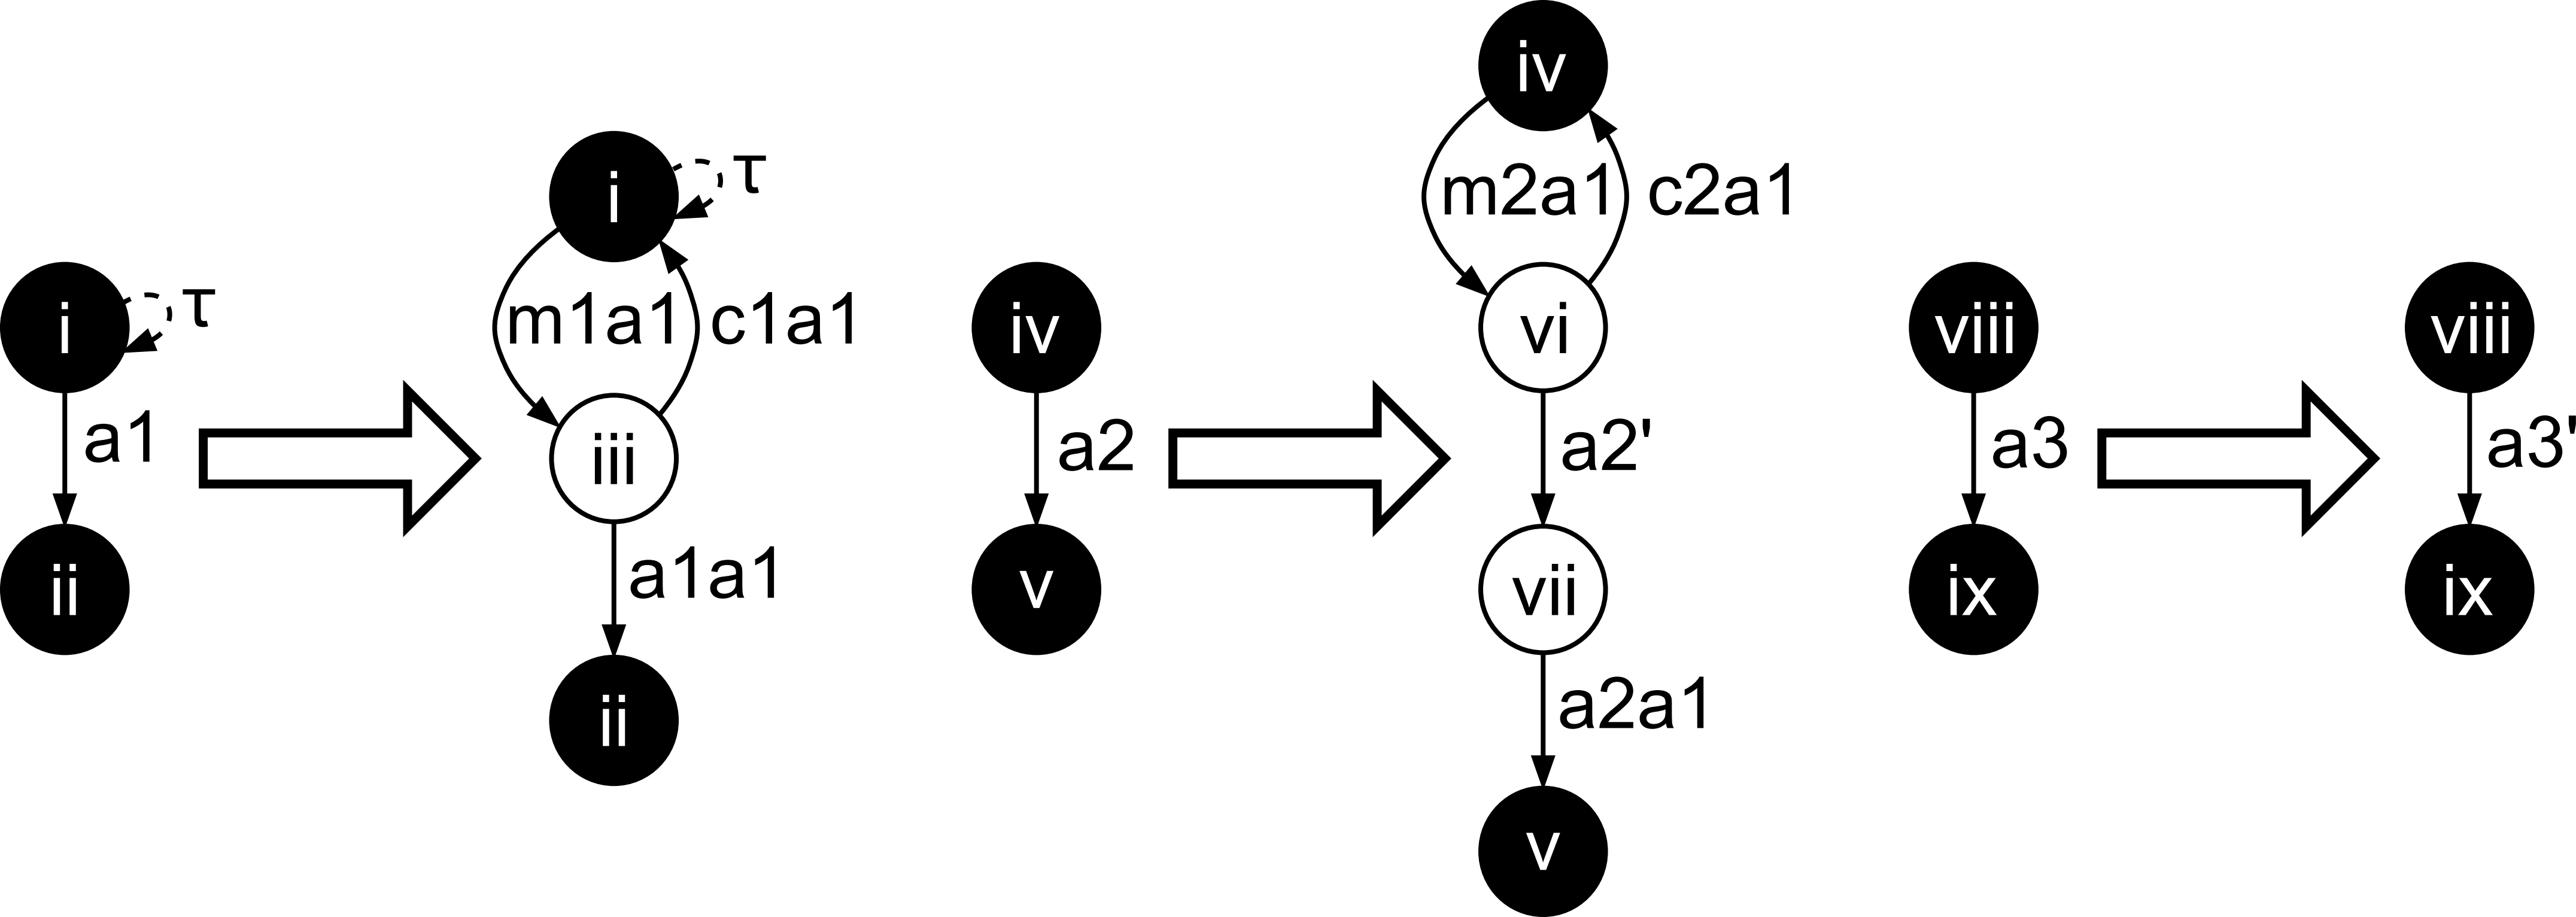 i
τ
a1
ii
i
τ
m1a1
c1a1
iii
a1a1
ii
iv
a2
v
iv
m2a1
c2a1
vi
a2'
vii
a2a1
v
viii
a3
ix
viii
a3'
ix